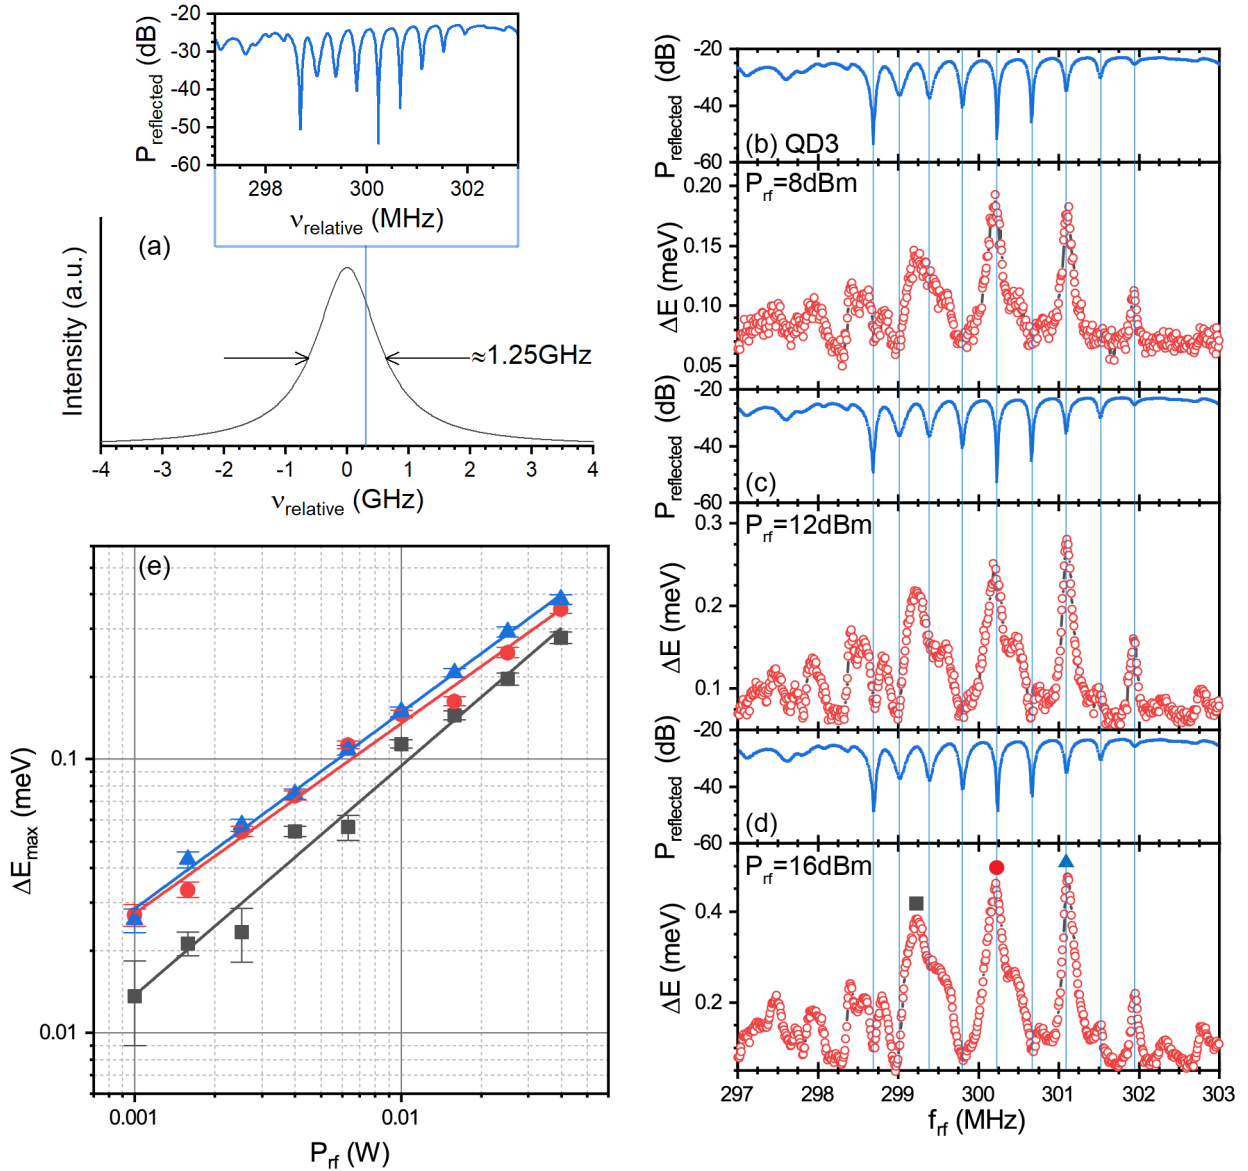 -20
-30
-40
-50
-60
P_reflected (dB)
298 300 302
ν_relative (MHz)
(a)
Intensity (a.u.)
≈1.25GHz
-4 -3 -2 -1 0 1 2 3 4
ν_relative (GHz)
(e)
0.1
0.01
ΔE_max (meV)
0.001 0.01
P_rf (W)
-20
-40
-60
P_reflected (dB)
(b) QD3
P_rf=8dBm
0.20
0.15
0.10
0.05
ΔE (meV)
-20
-40
-60
P_reflected (dB)
(c)
P_rf=12dBm
0.3
0.2
0.1
ΔE (meV)
-20
-40
-60
P_reflected (dB)
(d)
P_rf=16dBm
0.4
0.2
ΔE (meV)
297 298 299 300 301 302 303
f_rf (MHz)